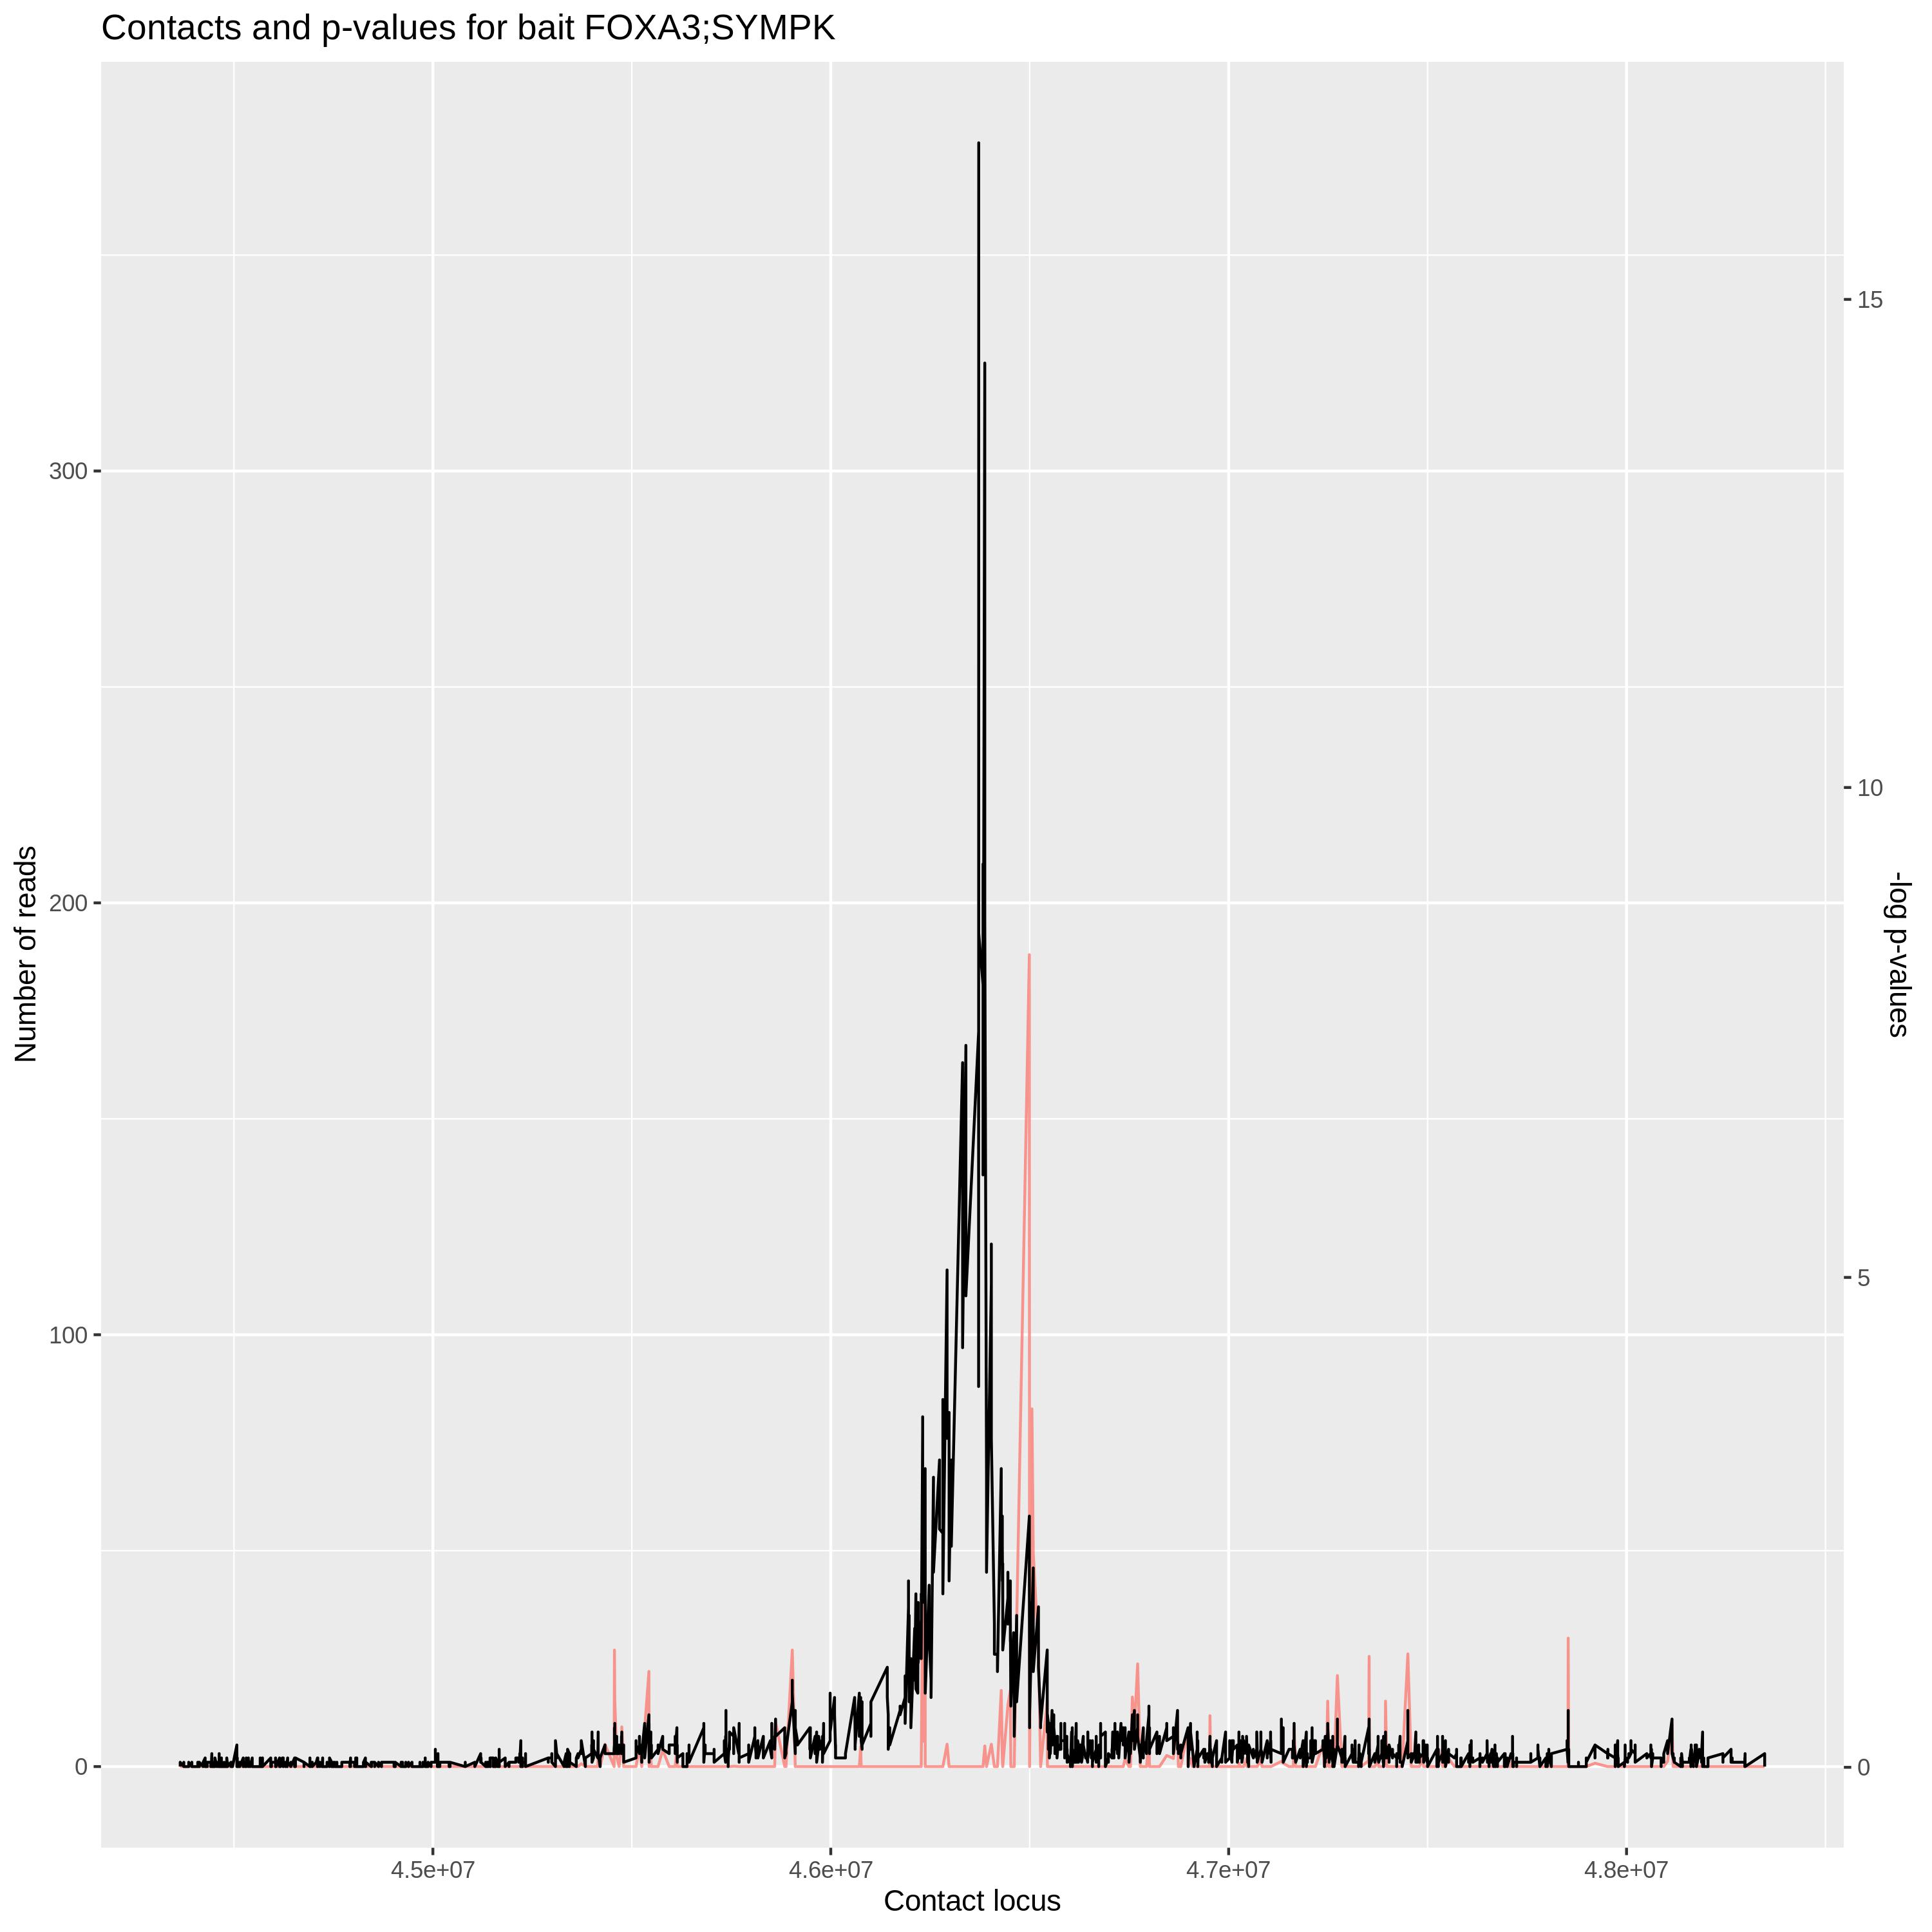 Contacts and p-values for bait FOXA3;SYMPK
300
200
100
0
Number of reads
15
10
5
0
-log p-values
4.5e+07
4.6e+07
4.7e+07
4.8e+07
Contact locus